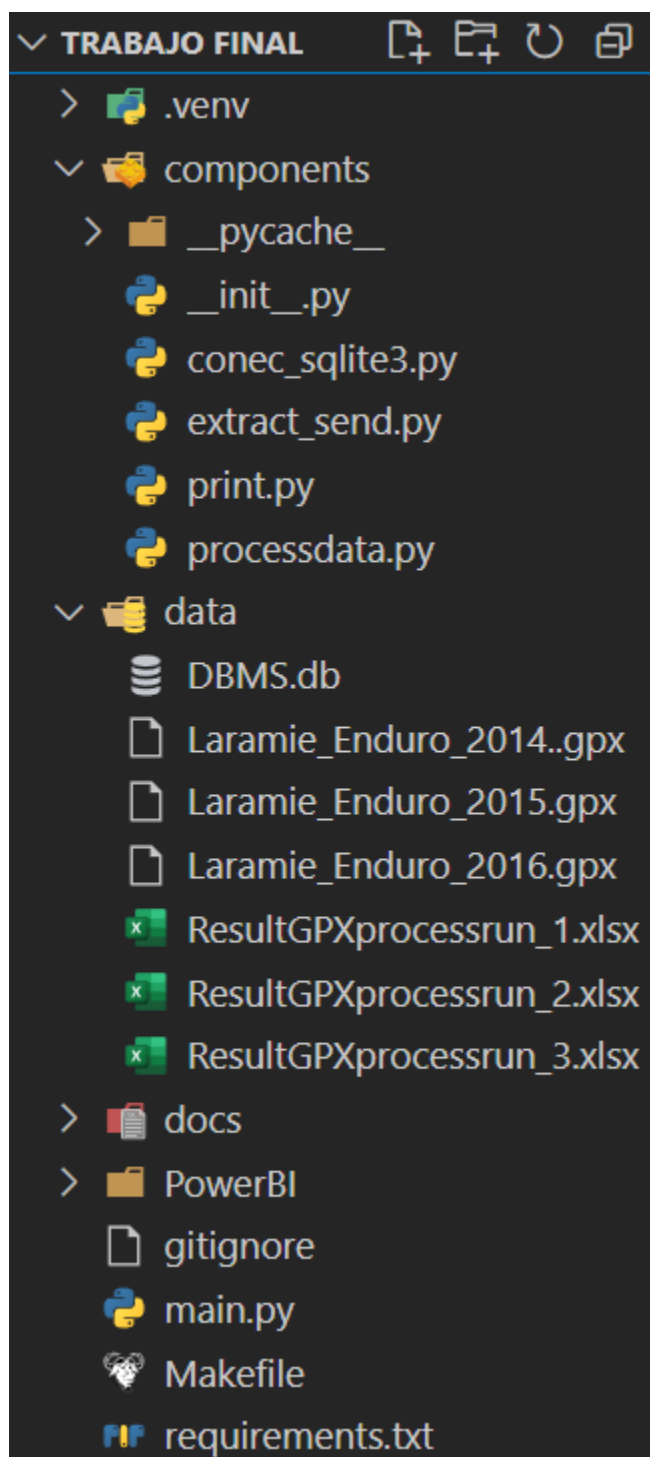 TRABAJO FINAL
.venv
components
__pycache__
__init__.py
conec_sqlite3.py
extract_send.py
print.py
processdata.py
data
DBMS.db
Laramie_Enduro_2014..gpx
Laramie_Enduro_2015.gpx
Laramie_Enduro_2016.gpx
ResultGPXprocessrun_1.xlsx
ResultGPXprocessrun_2.xlsx
ResultGPXprocessrun_3.xlsx
docs
PowerBI
gitignore
main.py
Makefile
requirements.txt